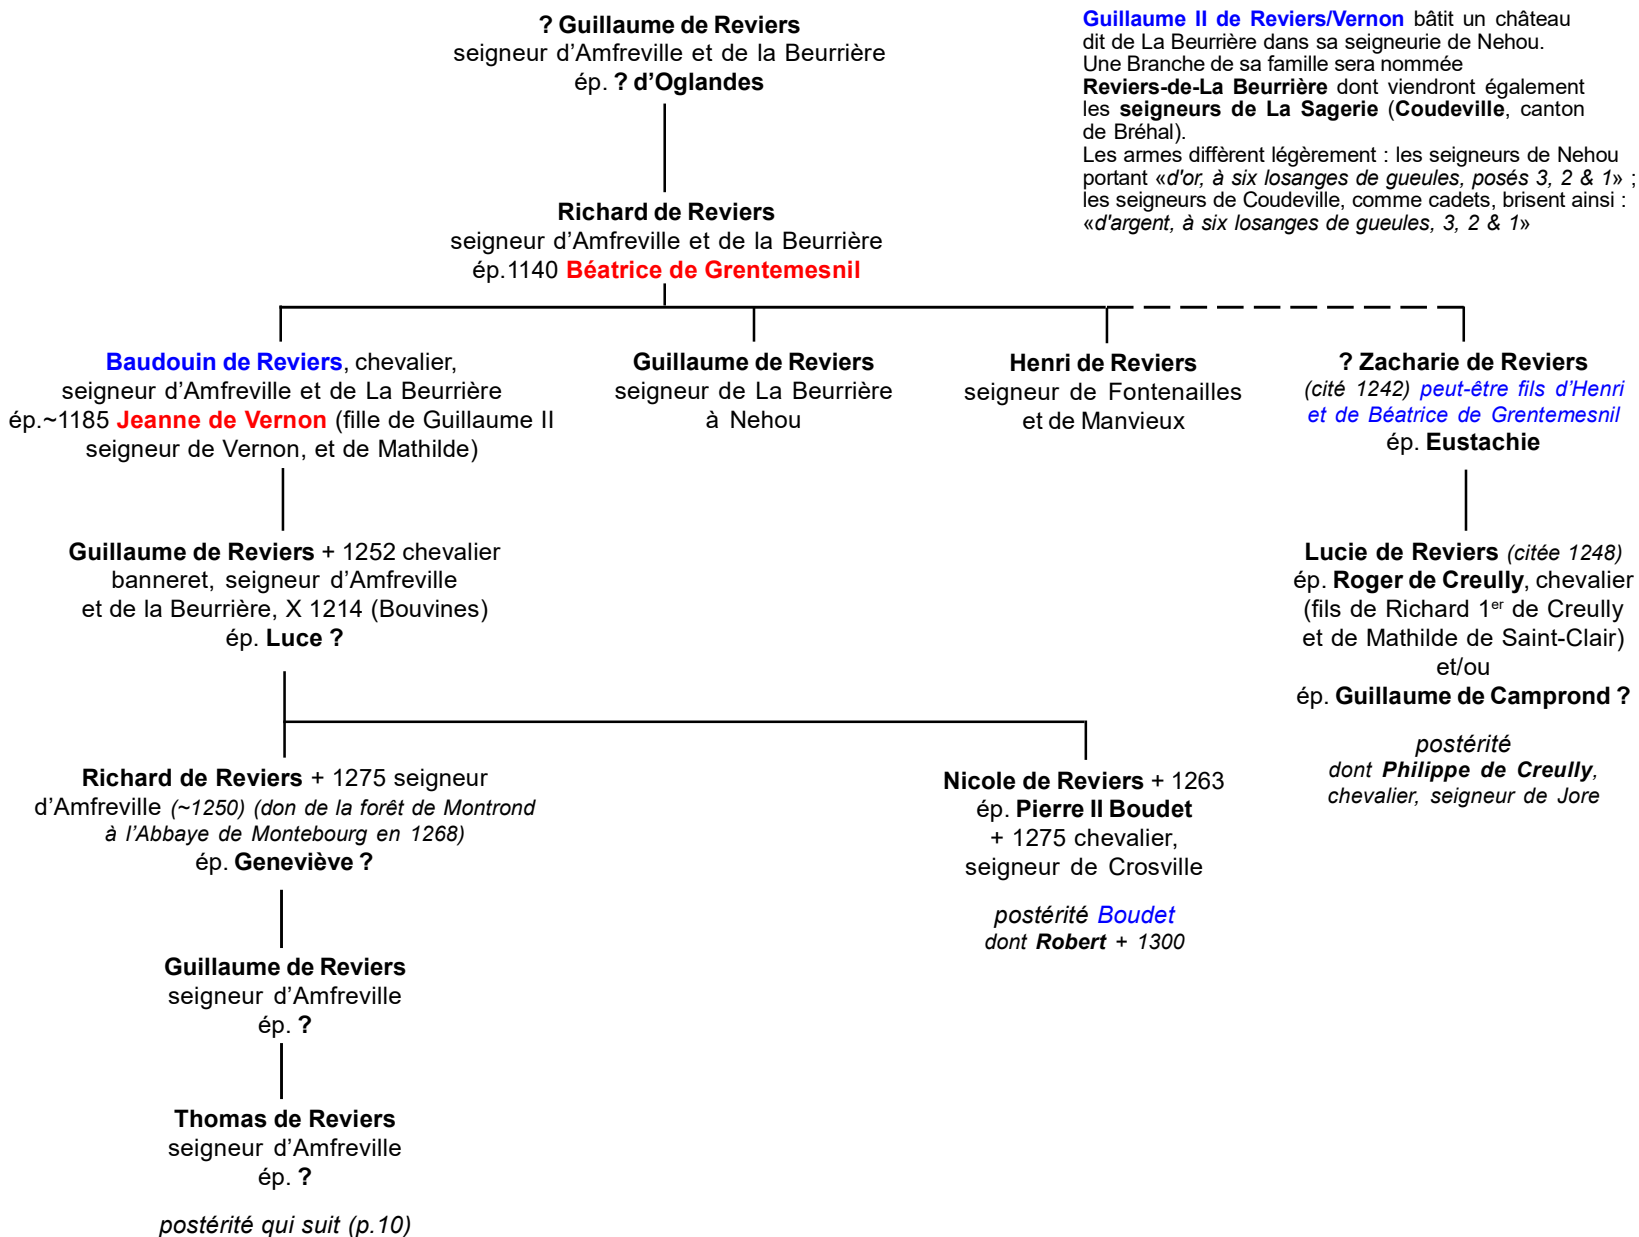 ? Guillaume de Reviers
seigneur d’Amfreville et de la Beurrière
ép. ? d’Oglandes
Guillaume II de Reviers/Vernon bâtit un château
dit de La Beurrière dans sa seigneurie de Nehou.
Une Branche de sa famille sera nommée
Reviers-de-La Beurrière dont viendront également
les seigneurs de La Sagerie (Coudeville, canton
de Bréhal).
Les armes diffèrent légèrement : les seigneurs de Nehou
portant «d'or, à six losanges de gueules, posés 3, 2 & 1» ;
les seigneurs de Coudeville, comme cadets, brisent ainsi :
«d'argent, à six losanges de gueules, 3, 2 & 1»
Richard de Reviers
seigneur d’Amfreville et de la Beurrière
ép.1140 Béatrice de Grentemesnil
Baudouin de Reviers, chevalier,
seigneur d’Amfreville et de La Beurrière
ép.~1185 Jeanne de Vernon (fille de Guillaume II
seigneur de Vernon, et de Mathilde)
Guillaume de Reviers
seigneur de La Beurrière
à Nehou
Henri de Reviers
seigneur de Fontenailles
et de Manvieux
? Zacharie de Reviers
(cité 1242) peut-être fils d’Henri
et de Béatrice de Grentemesnil
ép. Eustachie
Guillaume de Reviers + 1252 chevalier
banneret, seigneur d’Amfreville
et de la Beurrière, X 1214 (Bouvines)
ép. Luce ?
Lucie de Reviers (citée 1248)
ép. Roger de Creully, chevalier
(fils de Richard 1er de Creully
et de Mathilde de Saint-Clair)
et/ou
ép. Guillaume de Camprond ?
postérité
dont Philippe de Creully,
chevalier, seigneur de Jore
Richard de Reviers + 1275 seigneur
d’Amfreville (~1250) (don de la forêt de Montrond
à l’Abbaye de Montebourg en 1268)
ép. Geneviève ?
Nicole de Reviers + 1263
ép. Pierre II Boudet
+ 1275 chevalier,
seigneur de Crosville
postérité Boudet
dont Robert + 1300
Guillaume de Reviers
seigneur d’Amfreville
ép. ?
Thomas de Reviers
seigneur d’Amfreville
ép. ?
postérité qui suit (p.10)